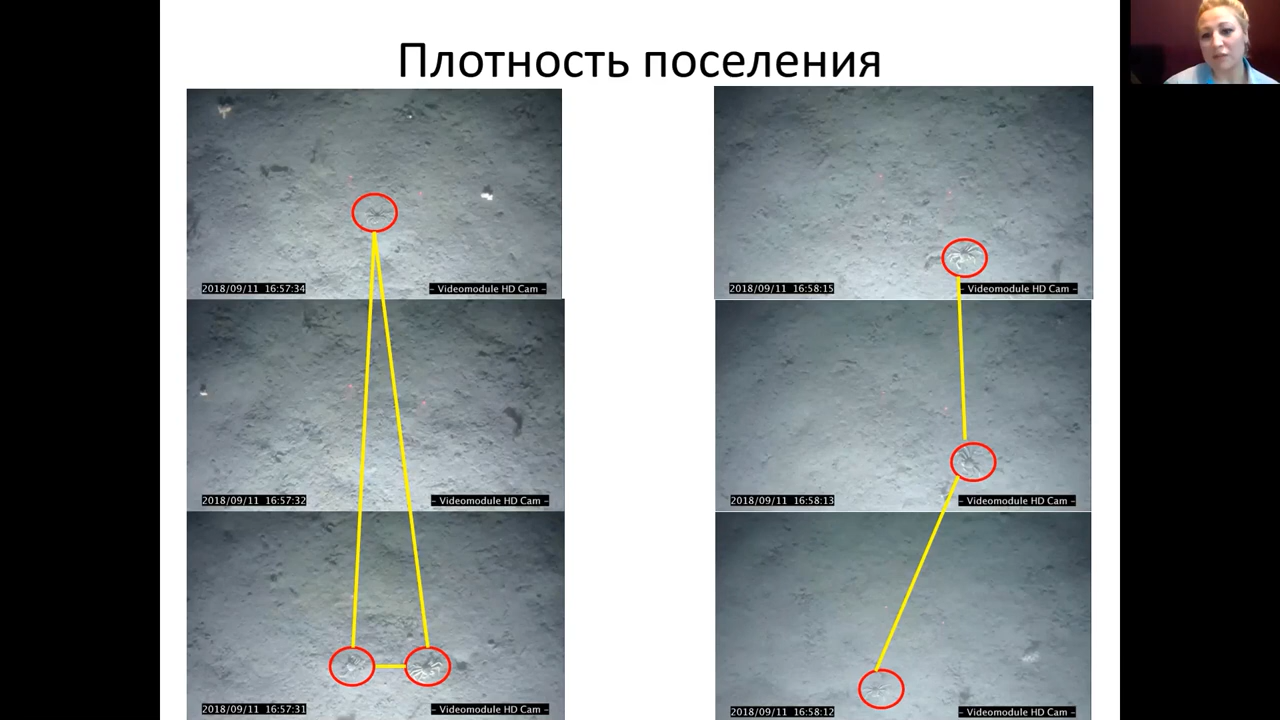 Плотность поселения
2018/09/11 16:57:34
- Videomodule HD Cam -
2018/09/11 16:57:32
- Videomodule HD Cam -
2018/09/11 16:57:31
- Videomodule HD Cam -
2018/09/11 16:58:15
- Videomodule HD Cam -
2018/09/11 16:58:13
- Videomodule HD Cam -
2018/09/11 16:58:12
- Videomodule HD Cam -